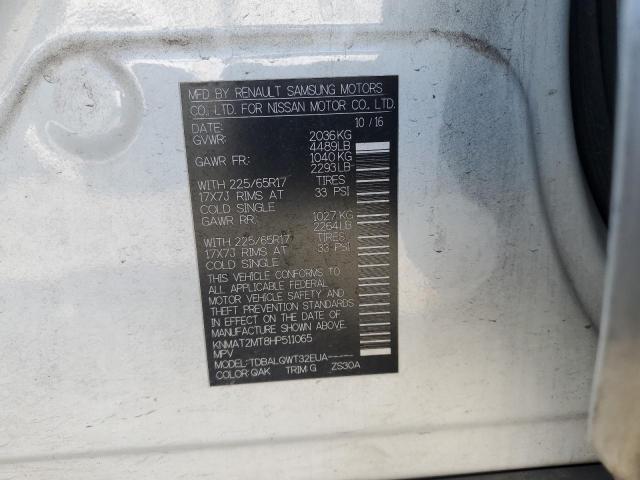 MFD BY RENAULT SAMSUNG MOTORS
CO., LTD. FOR NISSAN MOTOR CO., LTD.
DATE: 10 / 16
GVWR: 2036KG
4489LB
GAWR FR: 1040 KG
2293LB
WITH 225/65R17 TIRES
17X7J RIMS AT 33 PSI
COLD SINGLE
GAWR RR: 1027 KG
2264LB
WITH 225/65R17 TIRES
17X7J RIMS AT 33 PSI
COLD SINGLE
THIS VEHICLE CONFORMS TO
ALL APPLICABLE FEDERAL
MOTOR VEHICLE SAFETY AND
THEFT PREVENTION STANDARDS
IN EFFECT ON THE DATE OF
MANUFACTURE SHOWN ABOVE.
KNMAT2MT8HP511065
MPV
MODEL: TDBALGWT32EUA-----
COLOR: QAK TRIM: G ZS30A